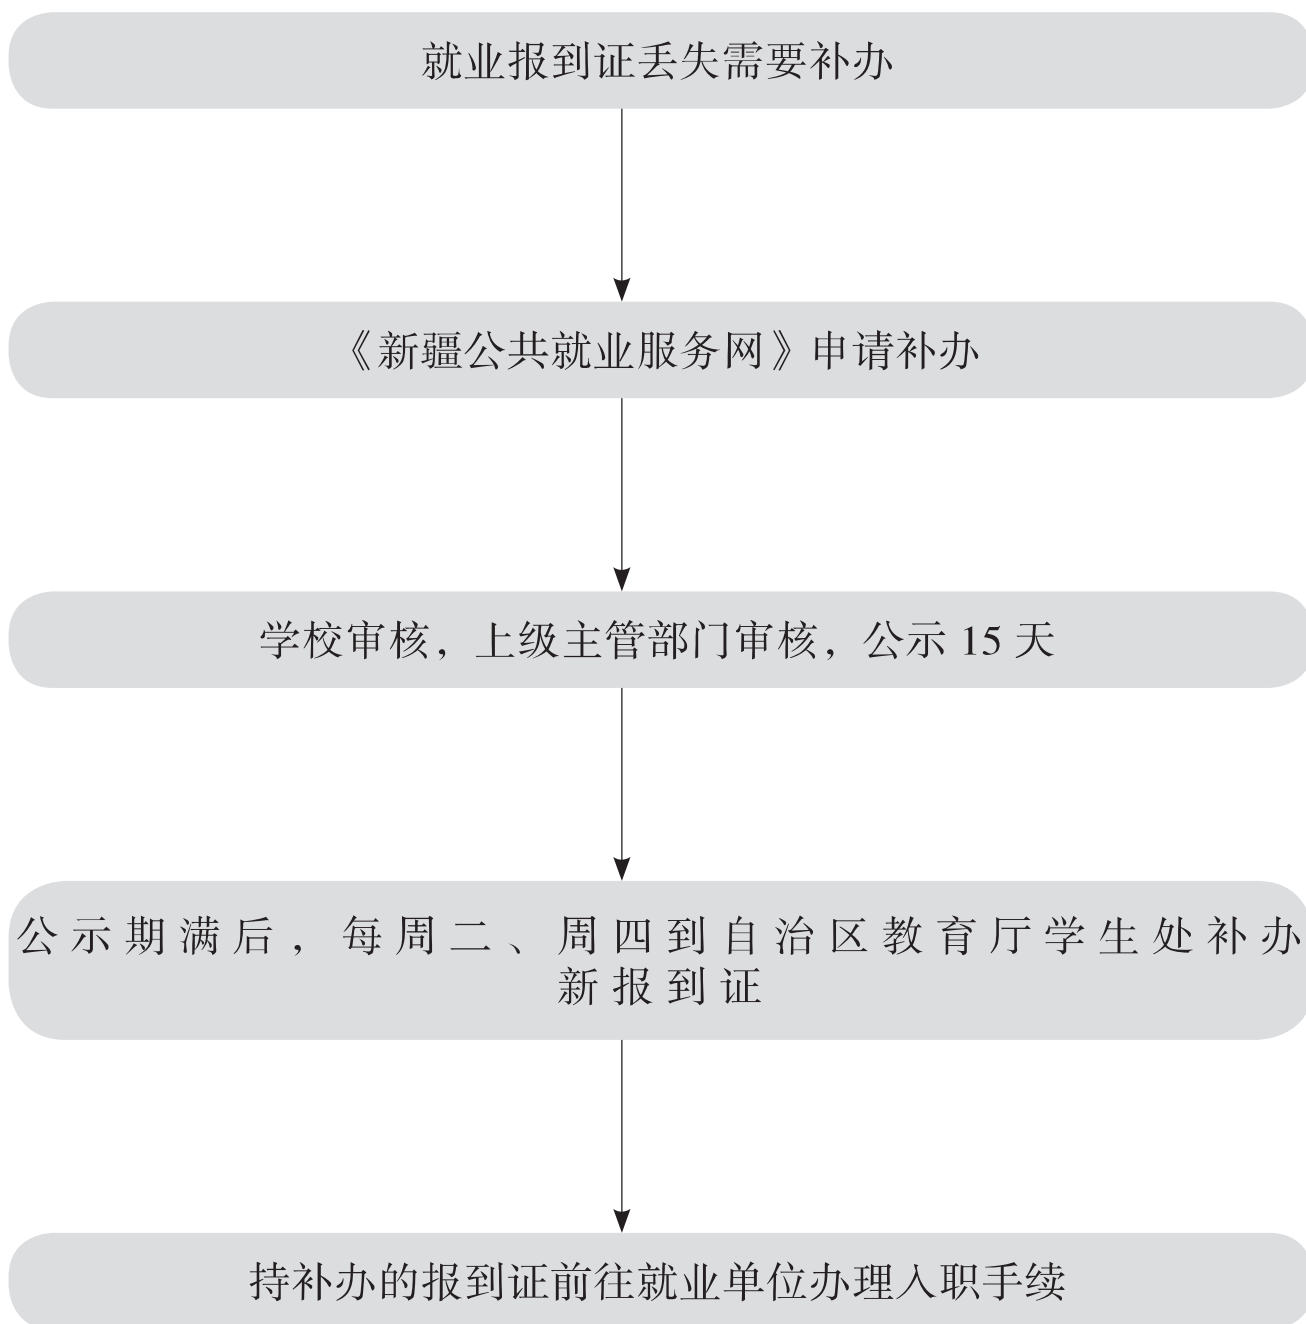 就业报到证丢失需要补办
《新疆公共就业服务网》申请补办
学校审核，上级主管部门审核，公示 15 天
公示期满后，每周二、周四到自治区教育厅学生处补办
新报到证
持补办的报到证前往就业单位办理入职手续